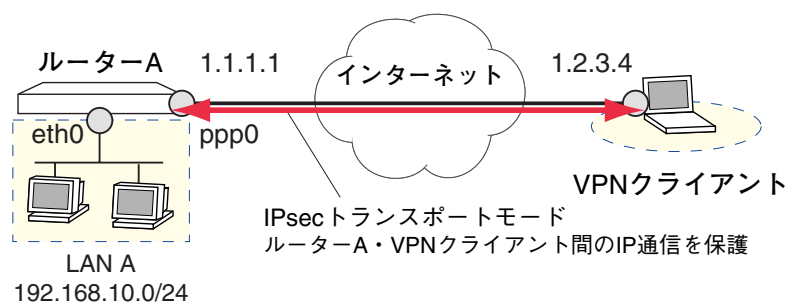 ルーターA
1.1.1.1
インターネット
1.2.3.4
eth0
ppp0
VPNクライアント
IPsecトランスポートモード
ルーターA・VPNクライアント間のIP通信を保護
LAN A
192.168.10.0/24